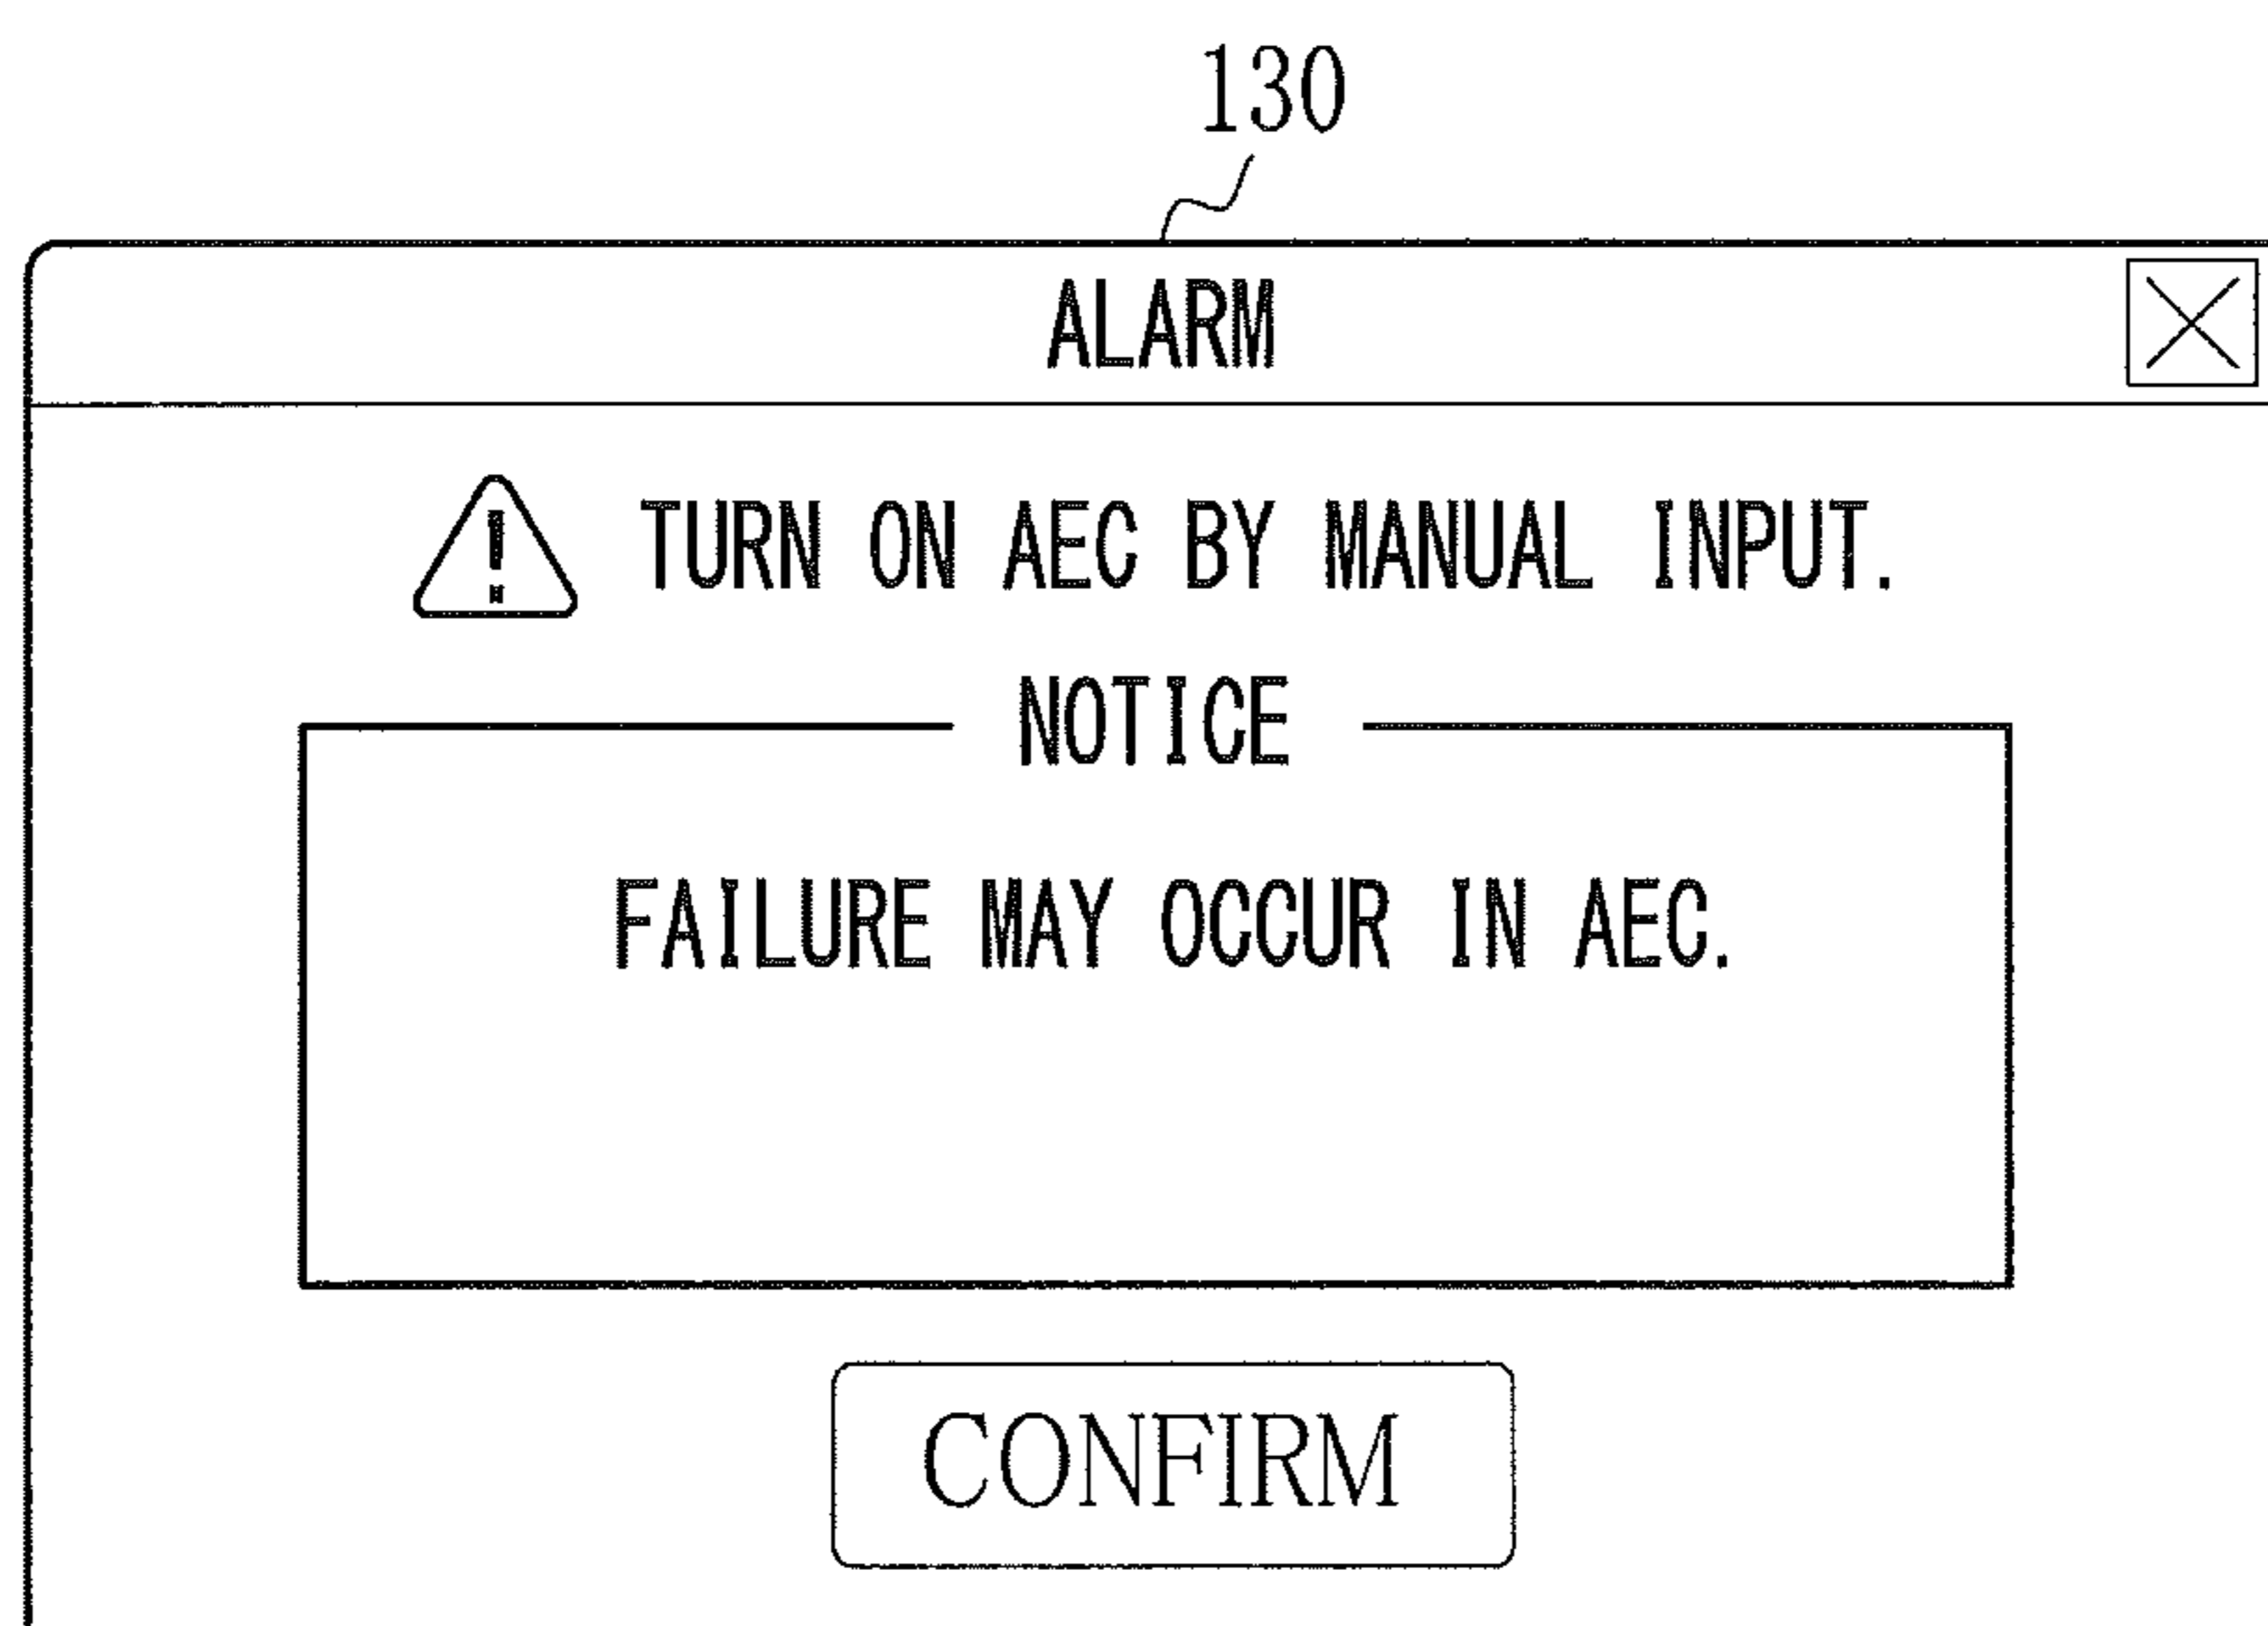 130
ALARM
TURN ON AEC BY MANUAL INPUT.
NOTICE
FAILURE MAY OCCUR IN AEC.
CONFIRM